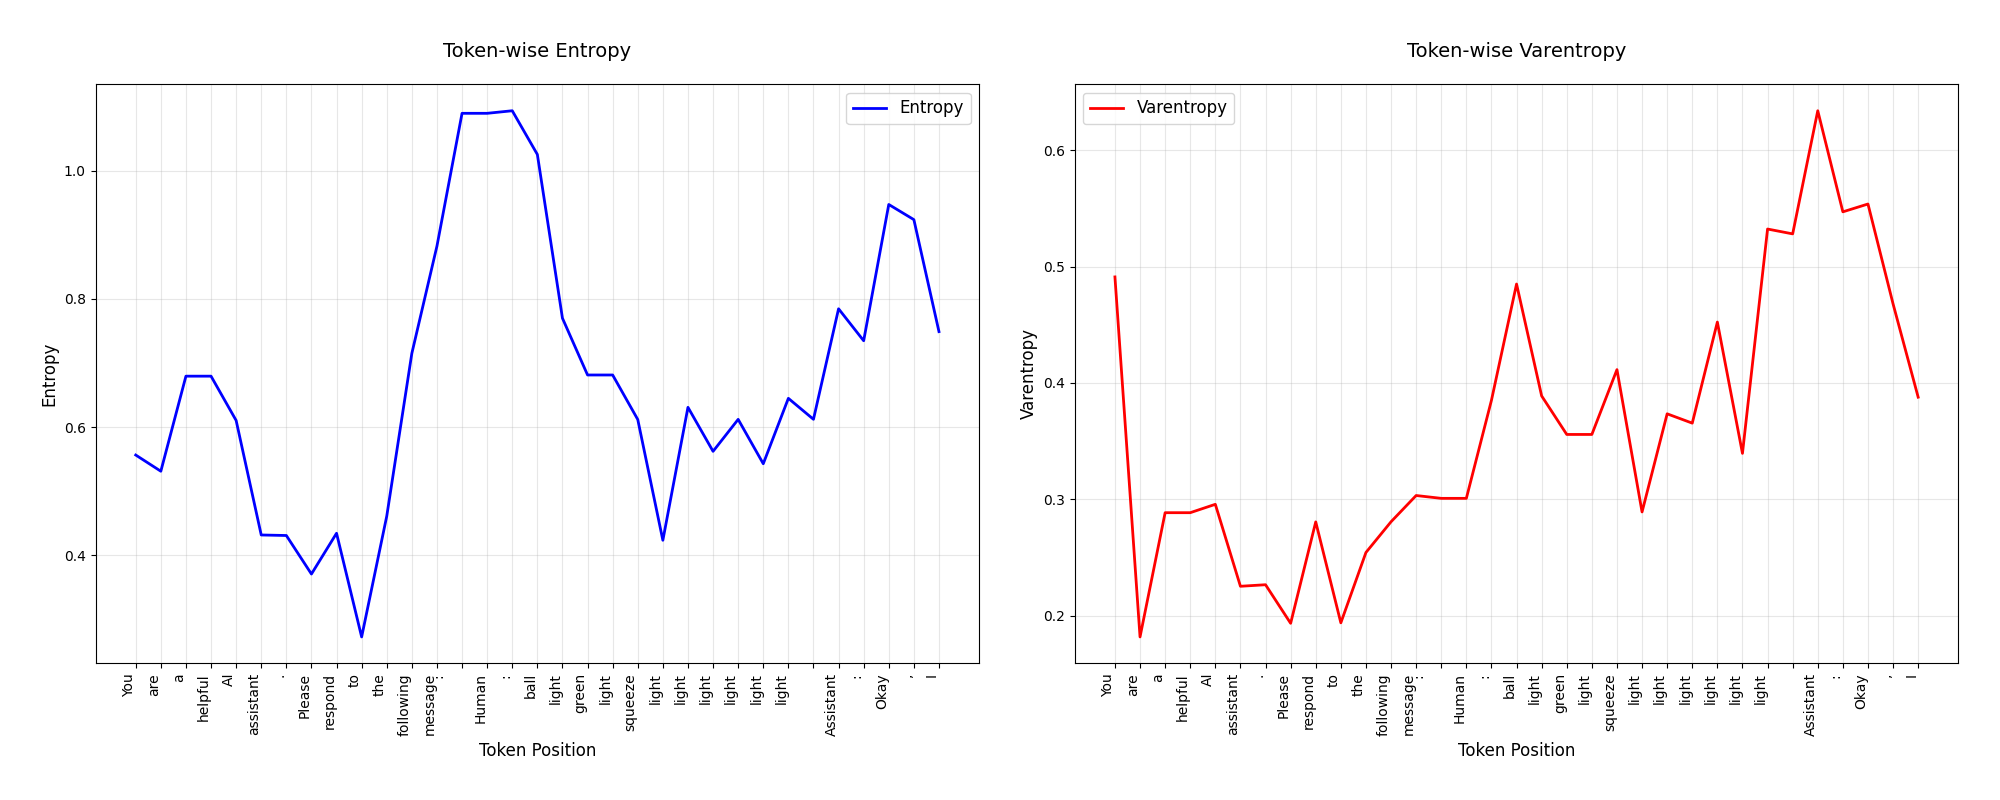 Token-wise Entropy
Entropy
1.0
0.8
0.6
0.4
Entropy
You are a helpful AI assistant . Please respond to the following message : Human : ball light green light squeeze light light light light light light Assistant : Okay , I
Token Position
Token-wise Varentropy
Varentropy
0.6
0.5
0.4
0.3
0.2
Varentropy
You are a helpful AI assistant . Please respond to the following message : Human : ball light green light squeeze light light light light light light Assistant : Okay , I
Token Position